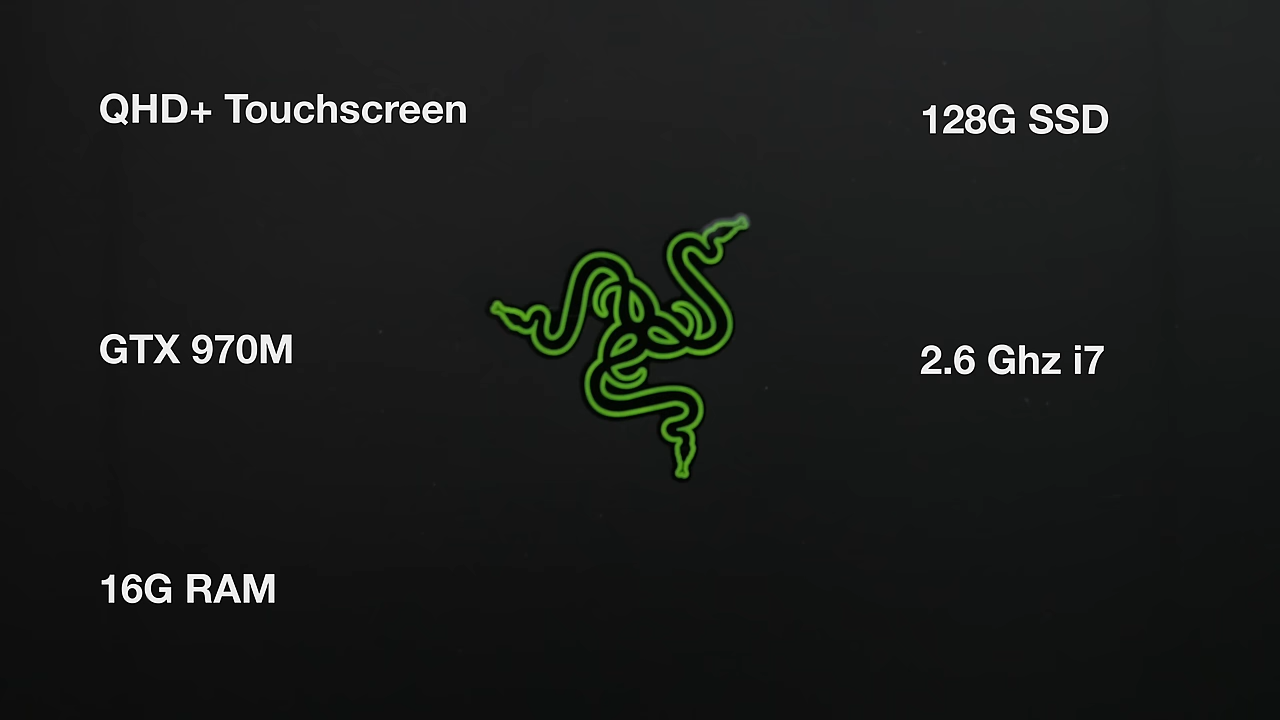 QHD+ Touchscreen
128G SSD
GTX 970M
2.6 Ghz i7
16G RAM